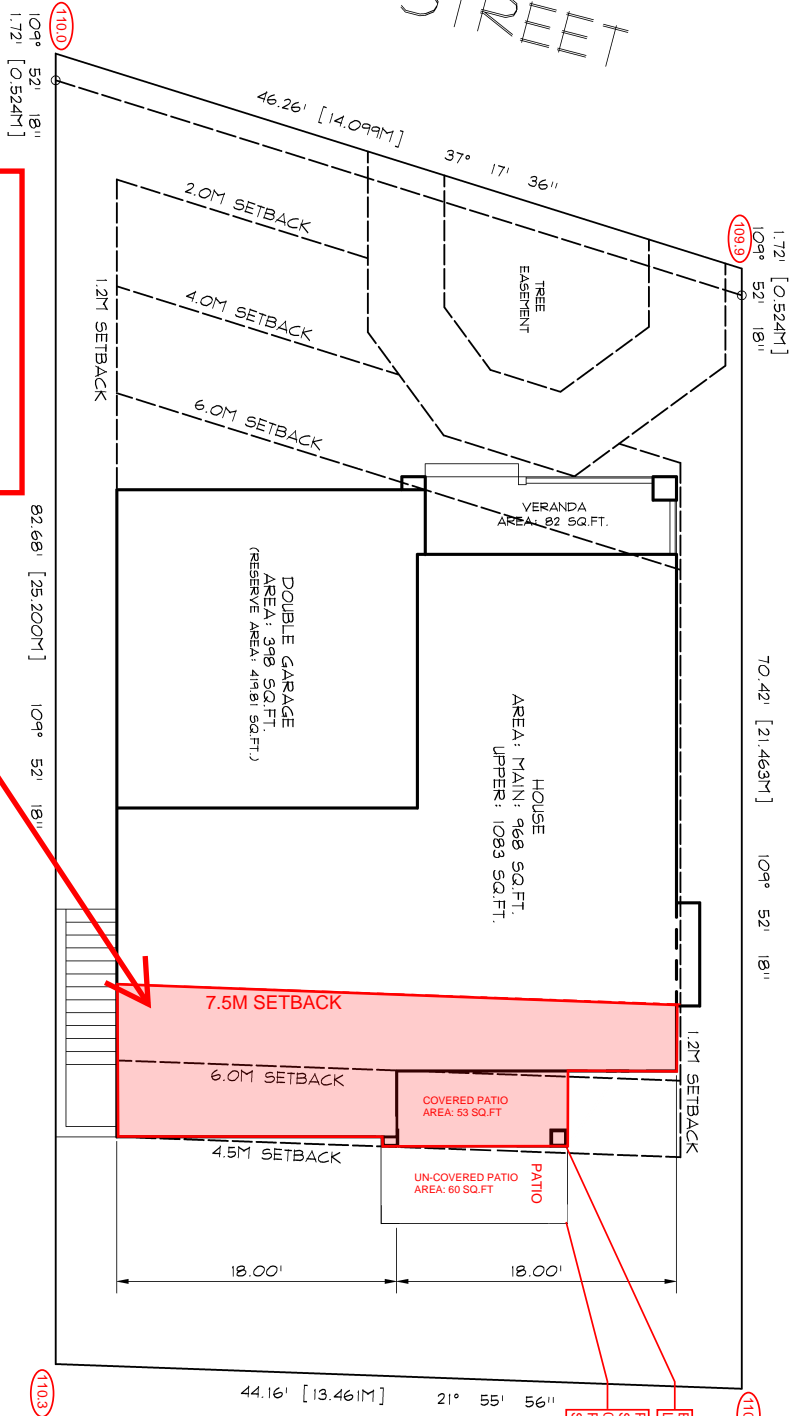 STREET
110.0
109° 52' 18"
1.72' [0.524M]
46.26' [14.099M] 37° 17' 36"
109.9
1.72' [0.524M]
109° 52' 18"
2.0M SETBACK
4.0M SETBACK
6.0M SETBACK
1.2M SETBACK
TREE
EASEMENT
VERANDA
AREA: 82 SQ.FT.
DOUBLE GARAGE
AREA: 398 SQ.FT.
(RESERVE AREA: 419.81 SQ.FT.)
HOUSE
AREA: MAIN: 968 SQ.FT.
UPPER: 1083 SQ.FT.
82.68' [25.200M] 109° 52' 18"
70.42' [21.463M] 109° 52' 18"
7.5M SETBACK
6.0M SETBACK
4.5M SETBACK
1.2M SETBACK
COVERED PATIO
AREA: 53 SQ.FT
UN-COVERED PATIO
AREA: 60 SQ.FT
PATIO
18.00'
18.00'
44.16' [13.461M] 21° 55' 56"
110.3